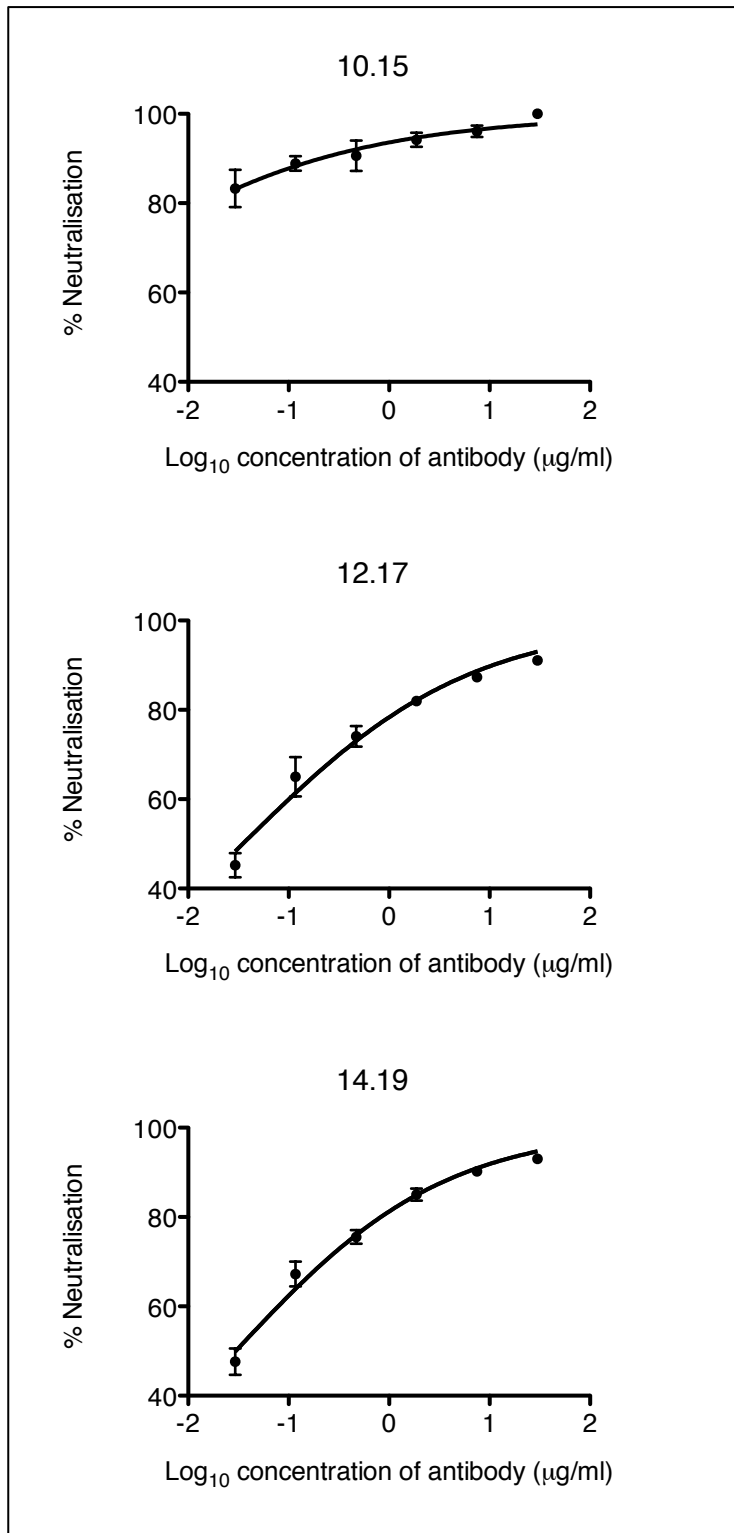 10.15
% Neutralisation
100
80
60
40
-2 -1 0 1 2
Log₁₀ concentration of antibody (μg/ml)
12.17
% Neutralisation
100
80
60
40
-2 -1 0 1 2
Log₁₀ concentration of antibody (μg/ml)
14.19
% Neutralisation
100
80
60
40
-2 -1 0 1 2
Log₁₀ concentration of antibody (μg/ml)